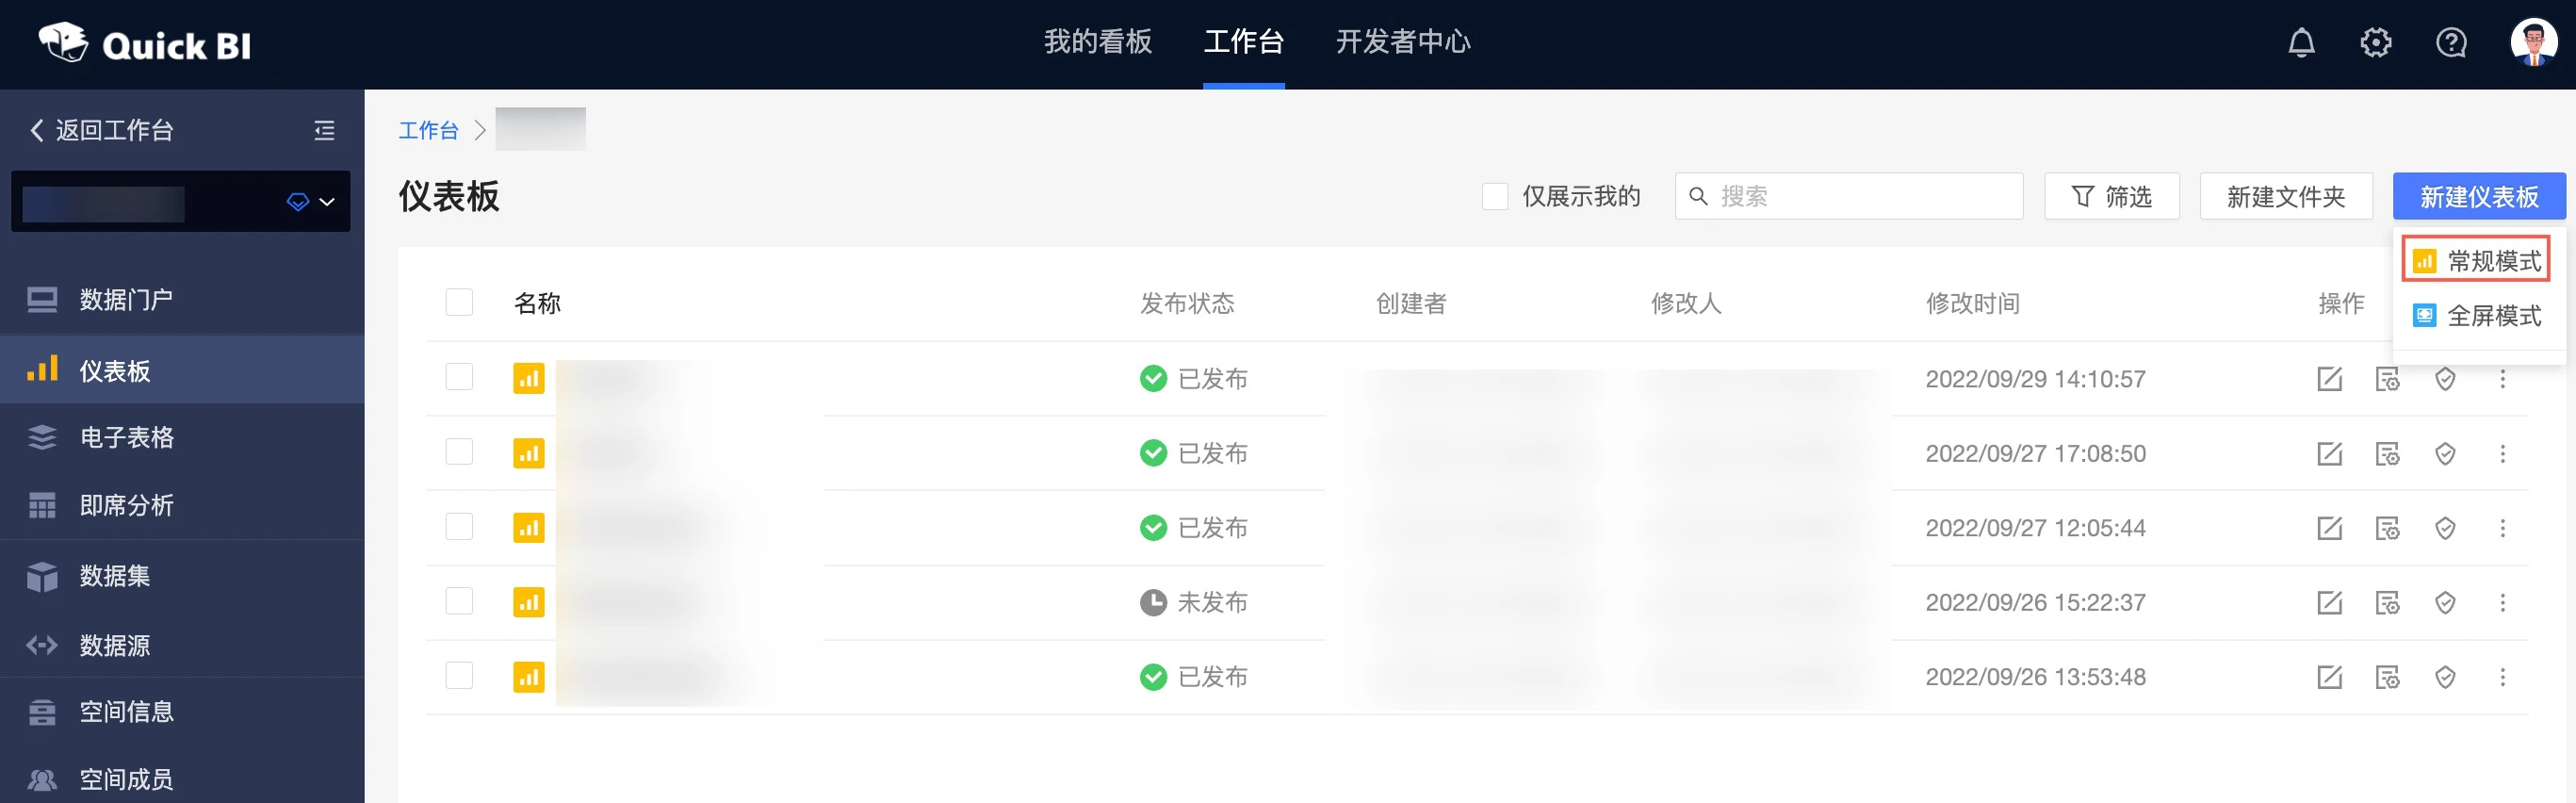 Quick BI
我的看板 工作台 开发者中心
返回工作台
工作台
仪表板
仅展示我的 搜索 筛选 新建文件夹 新建仪表板
常规模式
全屏模式
数据门户
仪表板
电子表格
即席分析
数据集
数据源
空间信息
空间成员
名称 发布状态 创建者 修改人 修改时间 操作
已发布 2022/09/29 14:10:57
已发布 2022/09/27 17:08:50
已发布 2022/09/27 12:05:44
未发布 2022/09/26 15:22:37
已发布 2022/09/26 13:53:48